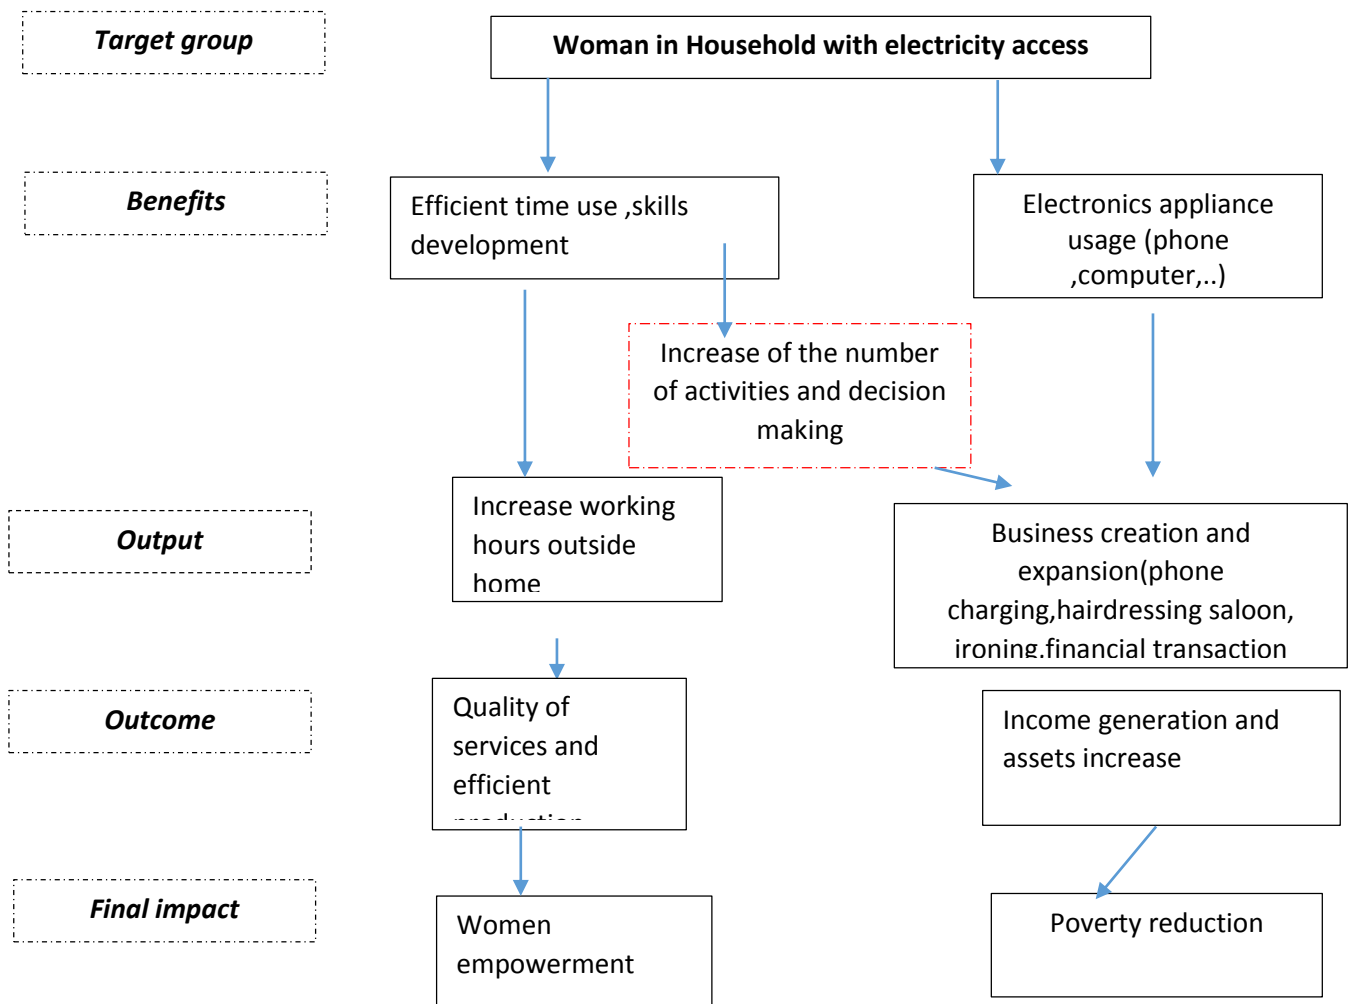 Target group
Woman in Household with electricity access
Benefits
Efficient time use ,skills
development
Electronics appliance
usage (phone
,computer,..)
Increase of the number
of activities and decision
making
Output
Increase working
hours outside
home
Business creation and
expansion(phone
charging,hairdressing saloon,
ironing,financial transaction
Outcome
Quality of
services and
efficient
production
Income generation and
assets increase
Final impact
Women
empowerment
Poverty reduction